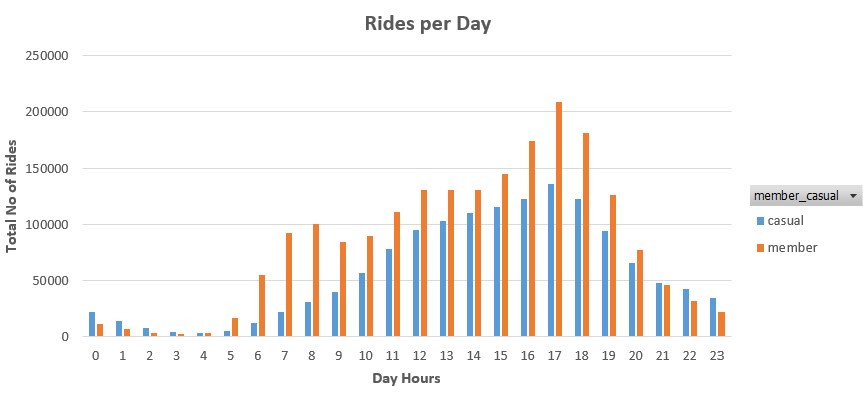 Rides per Day
Total No of Rides
250000
200000
150000
100000
50000
0
0 1 2 3 4 5 6 7 8 9 10 11 12 13 14 15 16 17 18 19 20 21 22 23
Day Hours
member_casual
casual
member